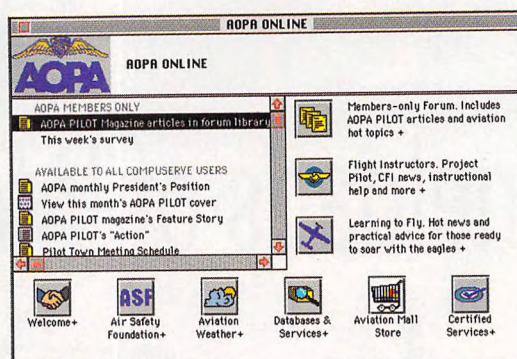 AOPA ONLINE
AOPA
AOPA ONLINE
AOPA MEMBERS ONLY
AOPA PILOT Magazine articles in forum library
This week's survey
AVAILABLE TO ALL COMPUSERVE USERS
AOPA monthly President's Position
View this month's AOPA PILOT cover
AOPA PILOT magazine's Feature Story
AOPA PILOT's "Action"
Pilot Town Meeting Schedule
Members-only Forum. Includes
AOPA PILOT articles and aviation
hot topics +
Flight Instructors. Project
Pilot, CFI news, instructional
help and more +
Learning to Fly. Hot news and
practical advice for those ready
to soar with the eagles +
Welcome+
ASF
Air Safety
Foundation+
Aviation
Weather+
Databases &
Services+
Aviation Mall
Store
Certified
Services+